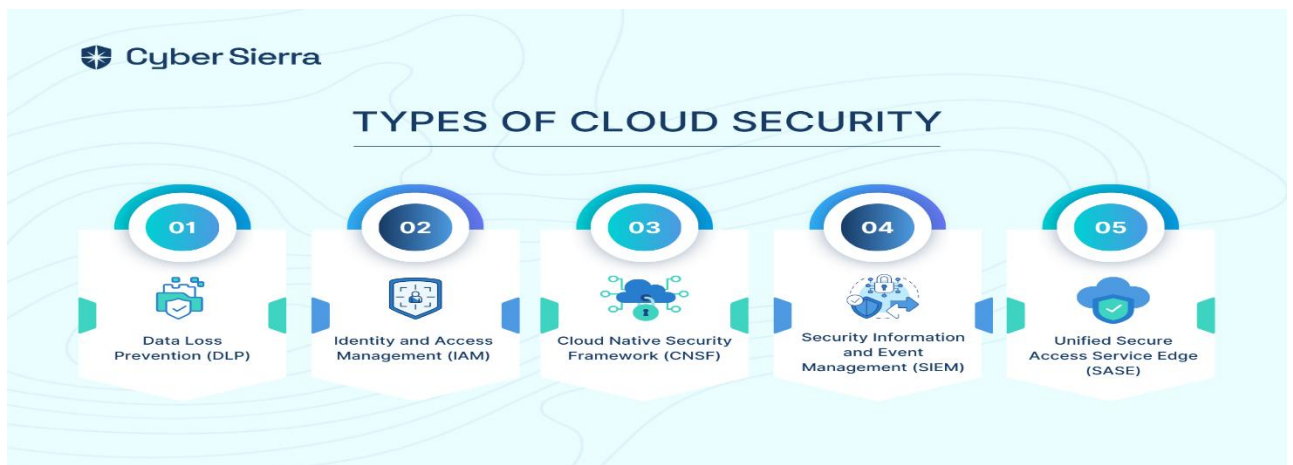 Cyber Sierra
TYPES OF CLOUD SECURITY
01
Data Loss
Prevention (DLP)
02
Identity and Access
Management (IAM)
03
Cloud Native Security
Framework (CNSF)
04
Security Information
and Event
Management (SIEM)
05
Unified Secure
Access Service Edge
(SASE)